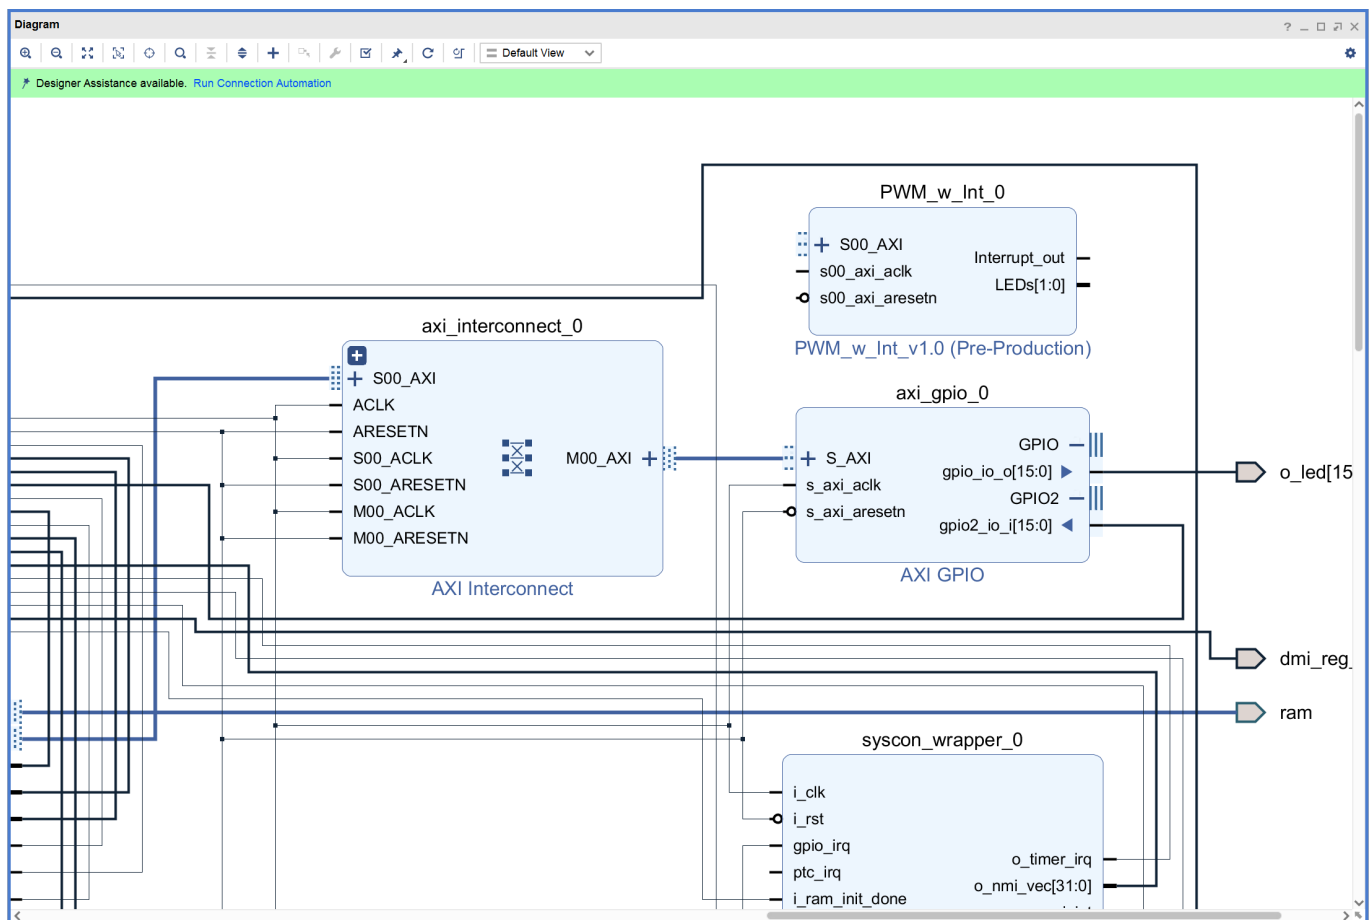 Diagram
Default View
Designer Assistance available. Run Connection Automation
PWM_w_Int_0
S00_AXI
s00_axi_aclk
s00_axi_aresetn
Interrupt_out
LEDs[1:0]
PWM_w_Int_v1.0 (Pre-Production)
axi_interconnect_0
S00_AXI
ACLK
ARESETN
S00_ACLK
S00_ARESETN
M00_ACLK
M00_ARESETN
M00_AXI
AXI Interconnect
axi_gpio_0
S_AXI
s_axi_aclk
s_axi_aresetn
GPIO
gpio_io_o[15:0]
GPIO2
gpio2_io_i[15:0]
AXI GPIO
o_led[15
dmi_reg_
ram
syscon_wrapper_0
i_clk
i_rst
gpio_irq
ptc_irq
i_ram_init_done
o_timer_irq
o_nmi_vec[31:0]